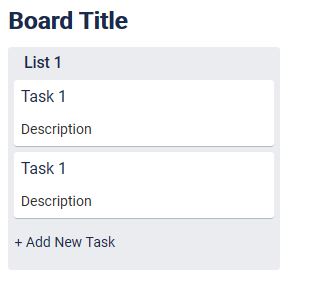 Board Title
List 1
Task 1
Description
Task 1
Description
+ Add New Task